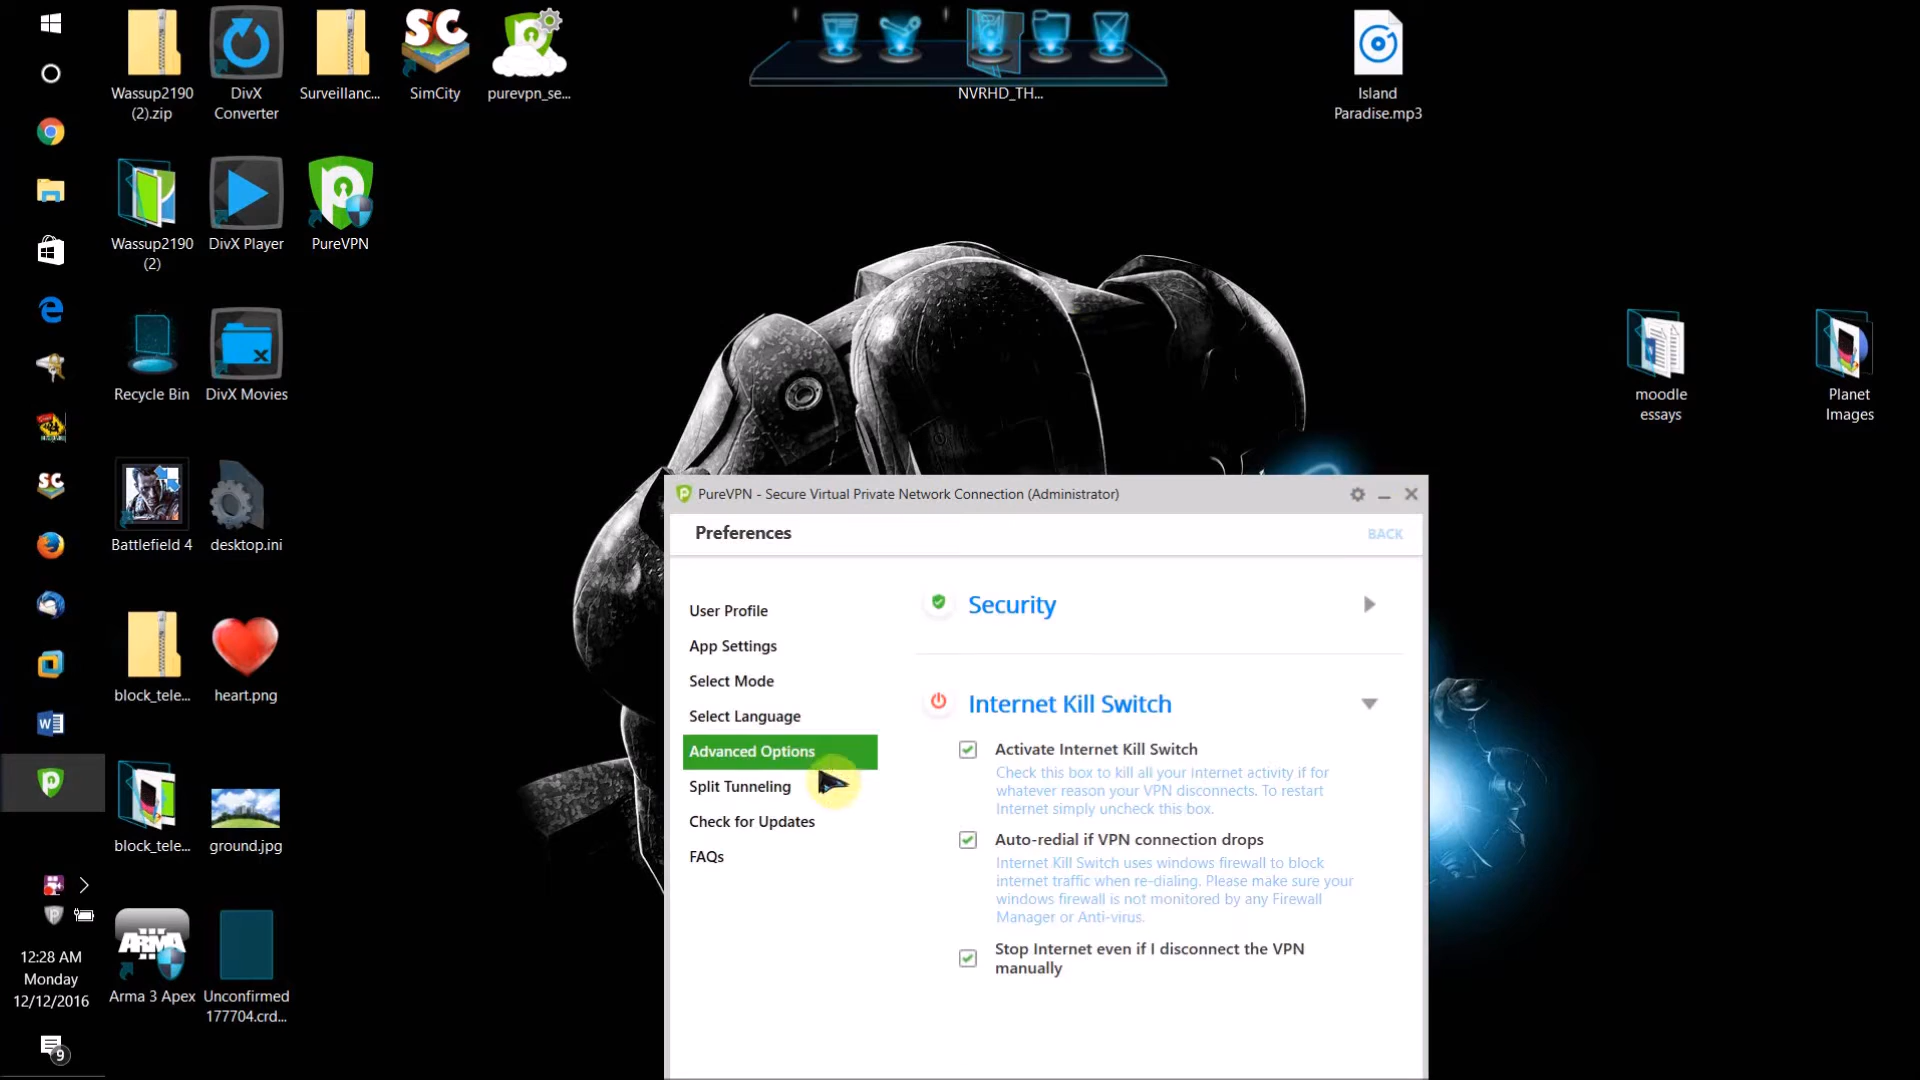 Wassup2190
(2).zip
DivX
Converter
Surveillanc...
SC
SimCity
purevpn_se...
NVRHD_TH...
Island
Paradise.mp3
Wassup2190
(2)
DivX Player
PureVPN
Recycle Bin
DivX Movies
moodle
essays
Planet
Images
SC
Battlefield 4
desktop.ini
block_tele...
heart.png
block_tele...
ground.jpg
ARMA
Arma 3 Apex
Unconfirmed
177704.crd...
12:28 AM
Monday
12/12/2016
9
PureVPN - Secure Virtual Private Network Connection (Administrator)
Preferences
BACK
User Profile
App Settings
Select Mode
Select Language
Advanced Options
Split Tunneling
Check for Updates
FAQs
Security
Internet Kill Switch
Activate Internet Kill Switch
Check this box to kill all your Internet activity if for
whatever reason your VPN disconnects. To restart
Internet simply uncheck this box.
Auto-redial if VPN connection drops
Internet Kill Switch uses windows firewall to block
internet traffic when re-dialing. Please make sure your
windows firewall is not monitored by any Firewall
Manager or Anti-virus.
Stop Internet even if I disconnect the VPN
manually